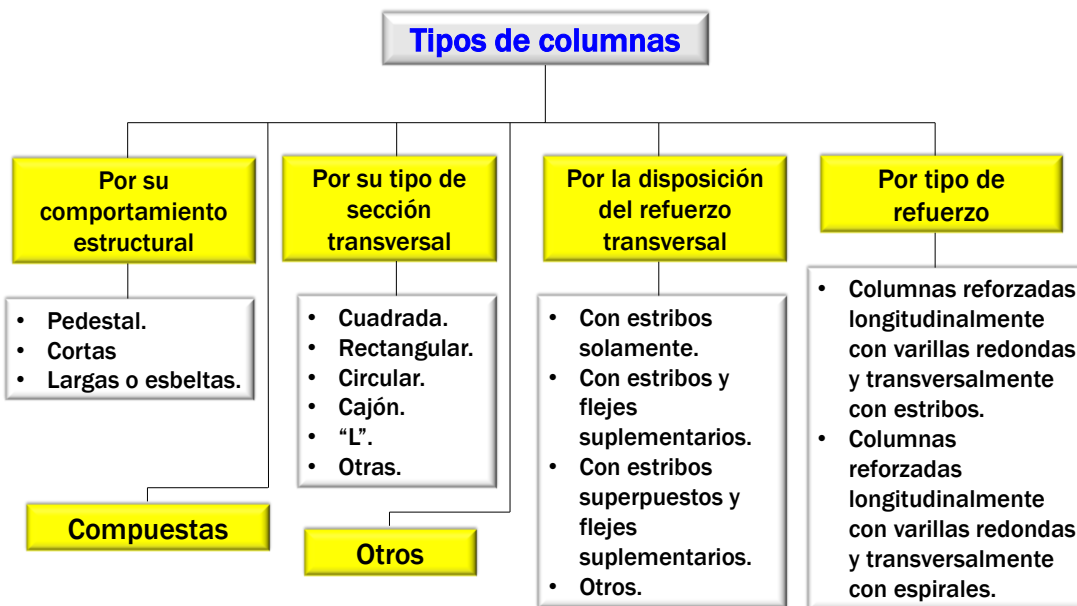 Tipos de columnas
Por su
comportamiento
estructural
• Pedestal.
• Cortas
• Largas o esbeltas.
Compuestas
Por su tipo de
sección
transversal
• Cuadrada.
• Rectangular.
• Circular.
• Cajón.
• “L”.
• Otras.
Otros
Por la disposición
del refuerzo
transversal
• Con estribos
solamente.
• Con estribos y
flejes
suplementarios.
• Con estribos
superpuestos y
flejes
suplementarios.
• Otros.
Por tipo de
refuerzo
• Columnas reforzadas
longitudinalmente
con varillas redondas
y transversalmente
con estribos.
• Columnas
reforzadas
longitudinalmente
con varillas redondas
y transversalmente
con espirales.